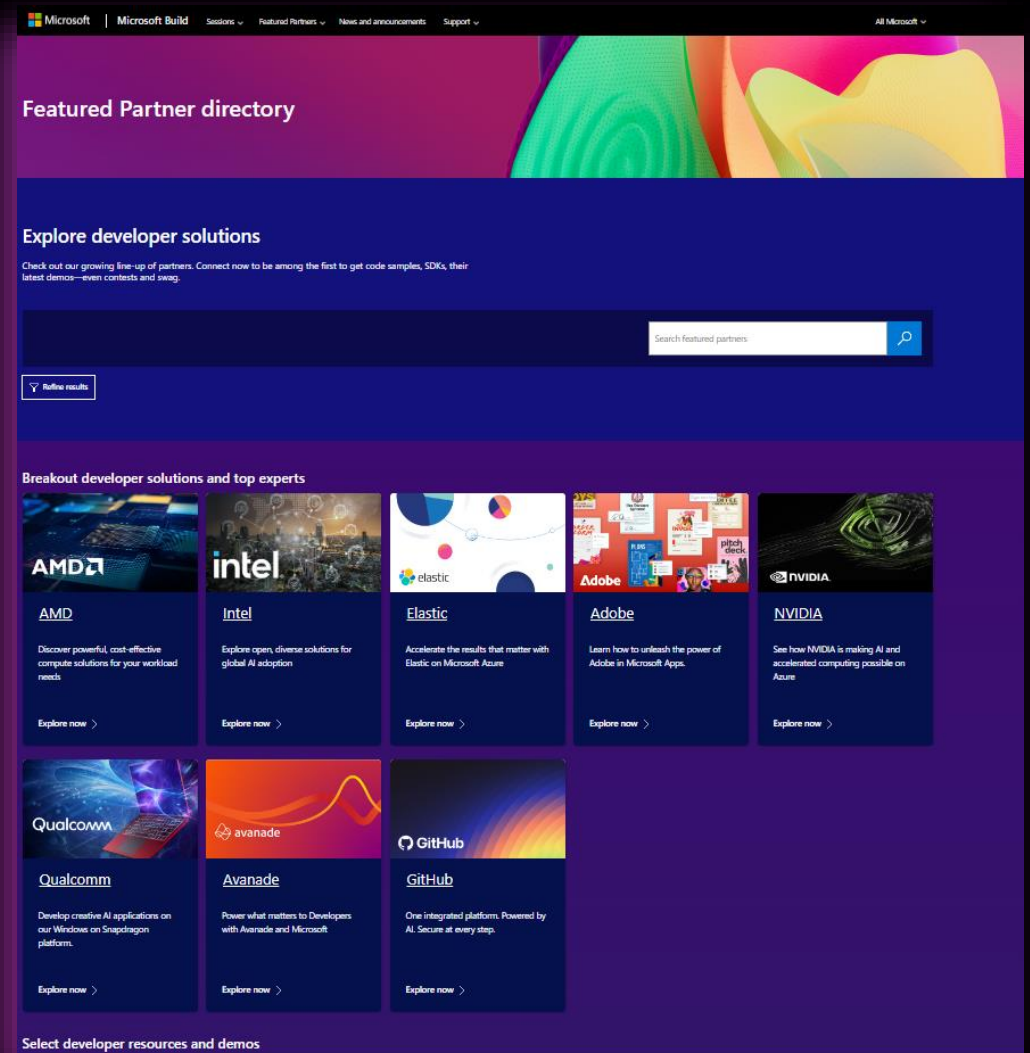 Microsoft
Microsoft Build
Sessions
Featured Partners
News and announcements
Support
All Microsoft
Featured Partner directory
Explore developer solutions
Check out our growing line-up of partners. Connect now to be among the first to get code samples, SDKs, their
latest demos—even contests and swag.
Search featured partners
Refine results
Breakout developer solutions and top experts
AMD
AMD
Discover powerful, cost-effective
compute solutions for your workload
needs
Explore now
intel
Intel
Explore open, diverse solutions for
global AI adoption
Explore now
elastic
Elastic
Accelerate the results that matter with
Elastic on Microsoft Azure
Explore now
pitch
deck
Adobe
Adobe
Learn how to unleash the power of
Adobe in Microsoft Apps.
Explore now
NVIDIA
NVIDIA
See how NVIDIA is making AI and
accelerated computing possible on
Azure
Explore now
Qualcomm
Qualcomm
Develop creative AI applications on
our Windows on Snapdragon
platform.
Explore now
avanade
Avanade
Power what matters to Developers
with Avanade and Microsoft
Explore now
GitHub
GitHub
One integrated platform. Powered by
AI. Secure at every step.
Explore now
Select developer resources and demos